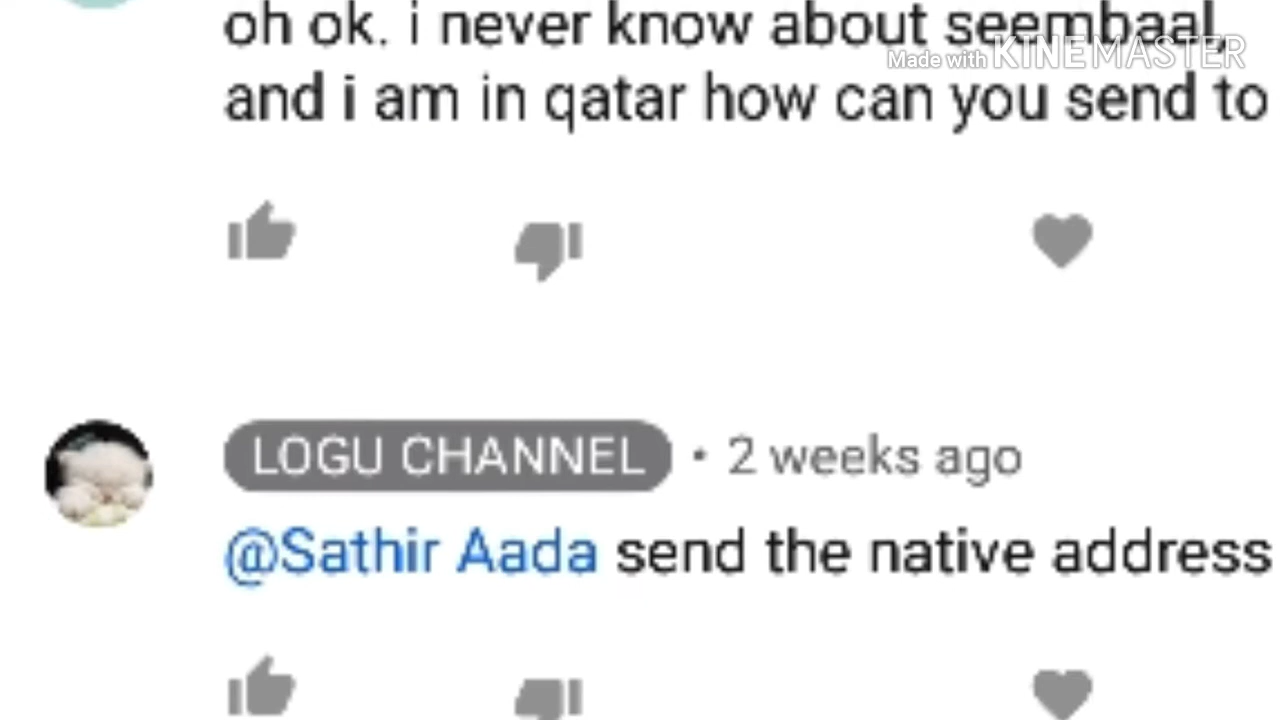 oh ok. i never know about seembaal,
Made with KINEMASTER
and i am in qatar how can you send to
LOGU CHANNEL • 2 weeks ago
@Sathir Aada send the native address